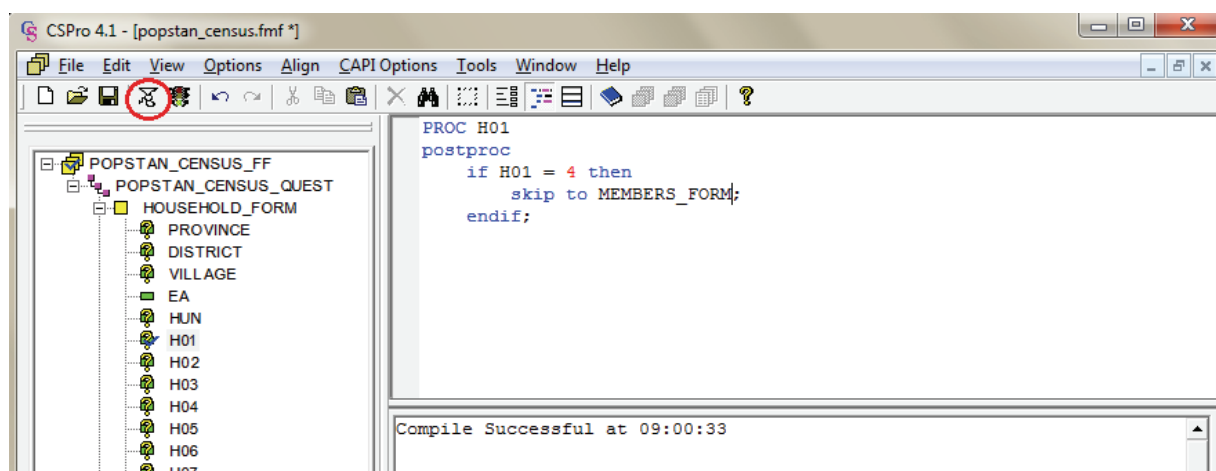 CSPro 4.1 - [popstan_census.fmf *]
File Edit View Options Align CAPI Options Tools Window Help
POPSTAN_CENSUS_FF
POPSTAN_CENSUS_QUEST
HOUSEHOLD_FORM
PROVINCE
DISTRICT
VILLAGE
EA
HUN
H01
H02
H03
H04
H05
H06
H07
PROC H01
postproc
if H01 = 4 then
skip to MEMBERS_FORM;
endif;
Compile Successful at 09:00:33